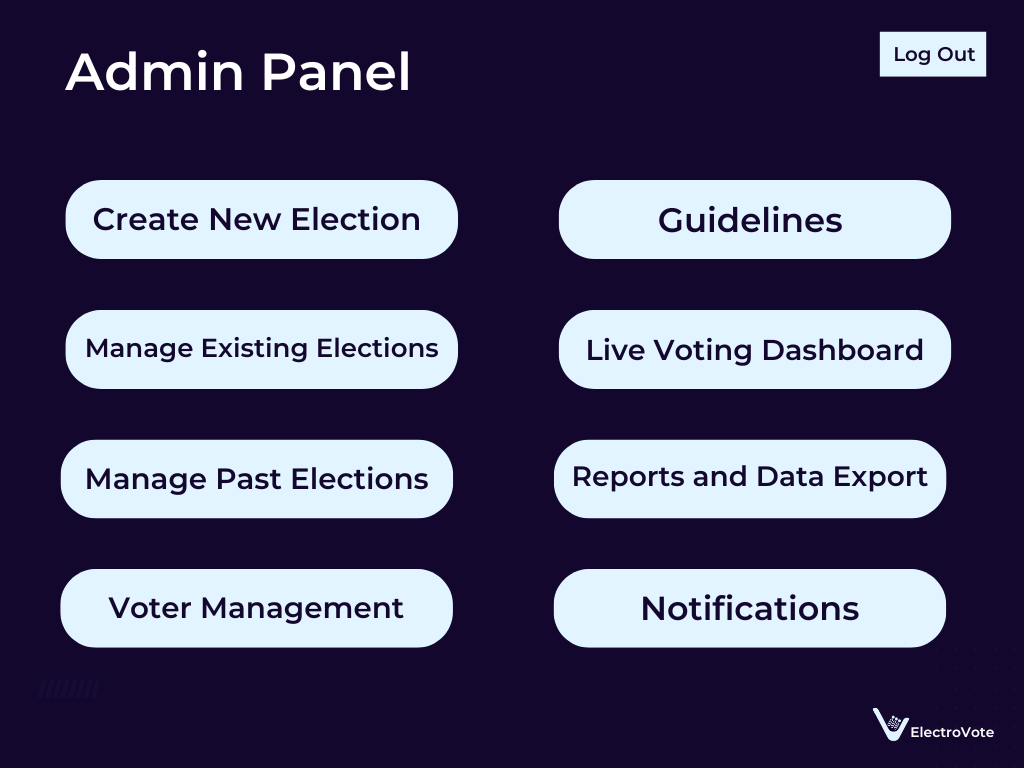 Admin Panel
Log Out
Create New Election
Guidelines
Manage Existing Elections
Live Voting Dashboard
Manage Past Elections
Reports and Data Export
Voter Management
Notifications
ElectroVote